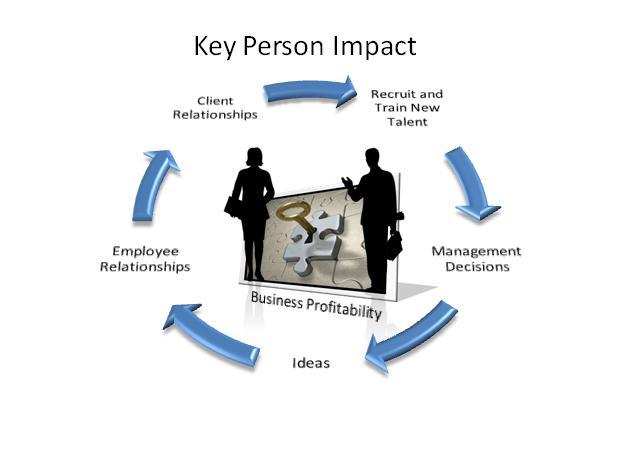 Key Person Impact
Client
Relationships
Recruit and
Train New
Talent
Employee
Relationships
Management
Decisions
Business Profitability
Ideas